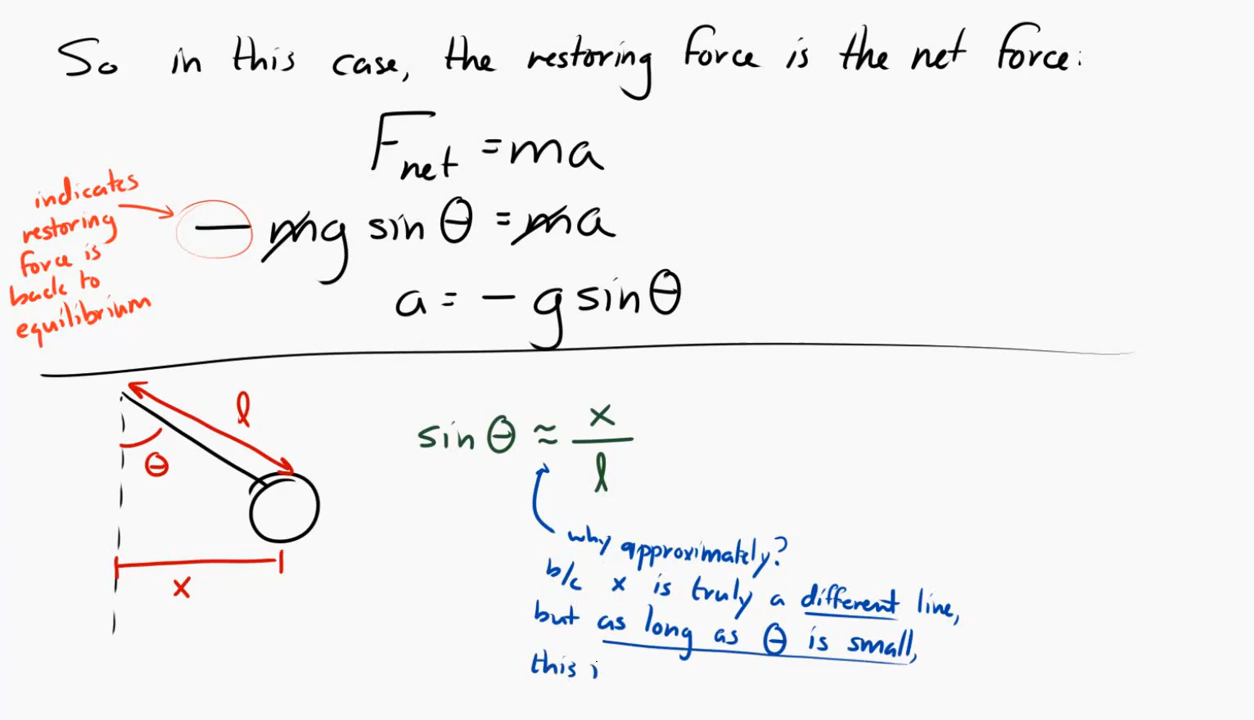 So in this case, the restoring force is the net force:
Fnet = ma
indicates
restoring
force is
back to
equilibrium
- mg sin θ = ma
a = - g sin θ
l
θ
x
sin θ ≈ x/l
why approximately?
b/c x is truly a different line,
but as long as θ is small,
this i